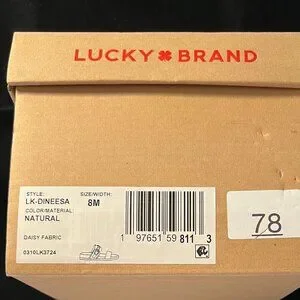 LUCKY BRAND
STYLE: SIZE/WIDTH:
LK-DINEESA 8M
COLOR/MATERIAL:
NATURAL
DAISY FABRIC
0310LK3724
1 97651 59 811 3
78